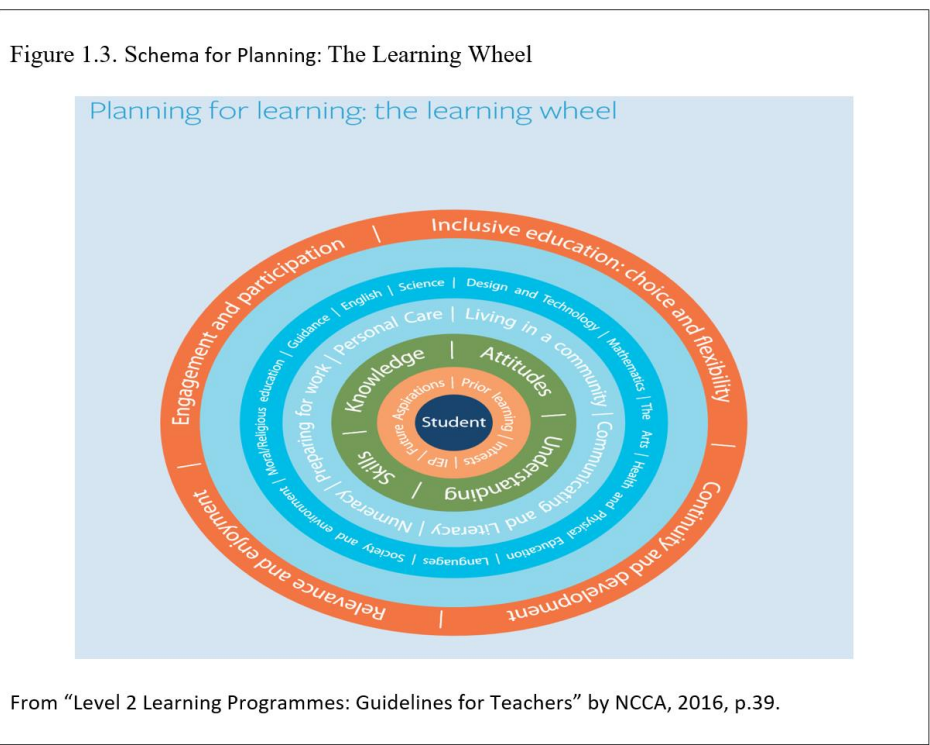 Figure 1.3. Schema for Planning: The Learning Wheel
Planning for learning: the learning wheel
Engagement and participation | Inclusive education: choice and flexibility | Continuity and development | Relevance and enjoyment |
English | Science | Design and Technology | Mathematics | The Arts | Health and Physical Education | Languages | Society and environment | Moral/Religious education | Guidance |
Personal Care | Living in a community | Communicating and Literacy | Numeracy | Preparing for work |
Knowledge | Attitudes | Understanding | Skills |
Future Aspirations | Prior learning | Intrests | IEP |
Student
From “Level 2 Learning Programmes: Guidelines for Teachers” by NCCA, 2016, p.39.